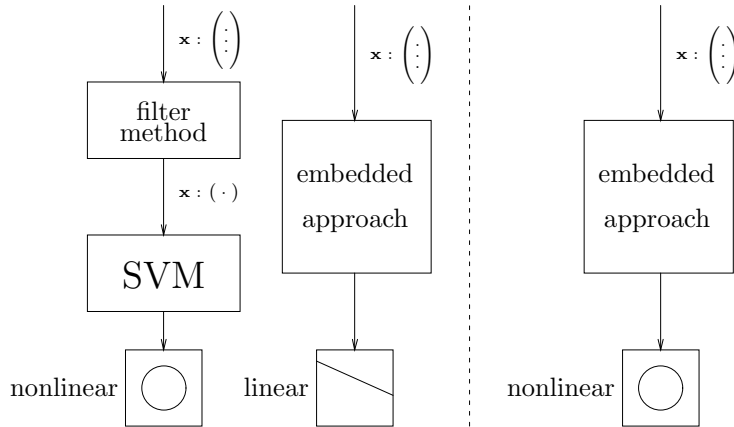 x : ( ⋮ )
filter
method
x : ( · )
SVM
nonlinear
x : ( ⋮ )
embedded
approach
linear
x : ( ⋮ )
embedded
approach
nonlinear